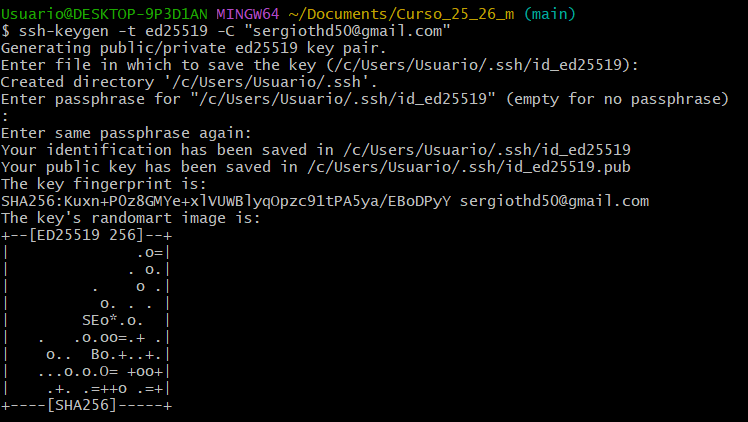 Usuario@DESKTOP-9P3D1AN MINGW64 ~/Documents/Curso_25_26_m (main)
$ ssh-keygen -t ed25519 -C "sergiothd50@gmail.com"
Generating public/private ed25519 key pair.
Enter file in which to save the key (/c/Users/Usuario/.ssh/id_ed25519):
Created directory '/c/Users/Usuario/.ssh'.
Enter passphrase for "/c/Users/Usuario/.ssh/id_ed25519" (empty for no passphrase)
:
Enter same passphrase again:
Your identification has been saved in /c/Users/Usuario/.ssh/id_ed25519
Your public key has been saved in /c/Users/Usuario/.ssh/id_ed25519.pub
The key fingerprint is:
SHA256:Kuxn+POz8GMYe+xlVUWBlyqOpzc91tPA5ya/EBoDPyY sergiothd50@gmail.com
The key's randomart image is:
+--[ED25519 256]--+
|               .o=|
|              . o.|
|          .    o .|
|           o. . . |
|         SEo*.o.  |
|   .   .o.oo=.+ .|
|    o..  Bo.+..+.|
|   ...o.o.O= +oo+|
|    .+. .=++o .=+|
+----[SHA256]-----+